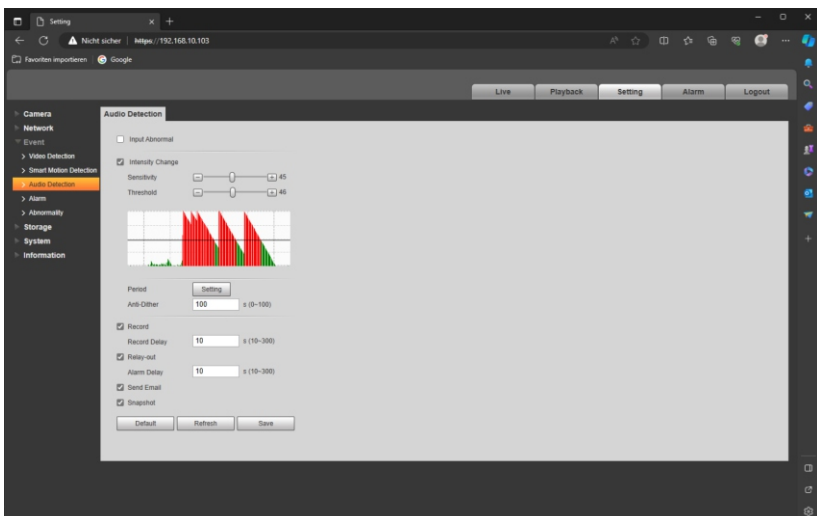 Setting
Nicht sicher | https://192.168.10.103
Favoriten importieren Google
Live Playback Setting Alarm Logout
Camera
Network
Event
Video Detection
Smart Motion Detection
Audio Detection
Alarm
Abnormality
Storage
System
Information
Audio Detection
Input Abnormal
Intensity Change
Sensitivity 45
Threshold 46
Period Setting
Anti-Dither 100 s (0~100)
Record
Record Delay 10 s (10~300)
Relay-out
Alarm Delay 10 s (10~300)
Send Email
Snapshot
Default Refresh Save